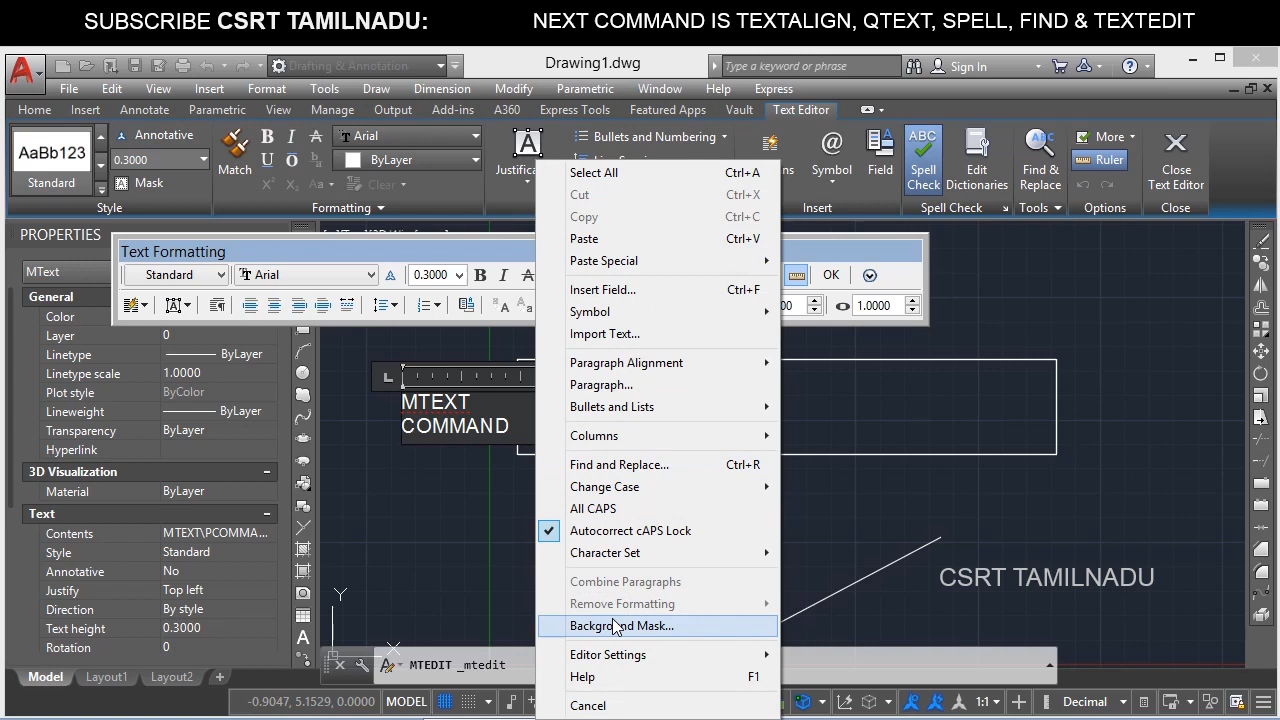 SUBSCRIBE CSRT TAMILNADU: NEXT COMMAND IS TEXTALIGN, QTEXT, SPELL, FIND & TEXTEDIT
Drafting & Annotation Drawing1.dwg Type a keyword or phrase Sign In
File Edit View Insert Format Tools Draw Dimension Modify Parametric Window Help Express
Home Insert Annotate Parametric View Manage Output Add-ins A360 Express Tools Featured Apps Vault Text Editor
AaBb123
Standard
Annotative
0.3000
Mask
Match
Arial
ByLayer
Clear
Bullets and Numbering
Symbol
Field
ABC
Spell
Check
Edit
Dictionaries
Find &
Replace
More
Ruler
Close
Text Editor
Style Formatting Insert Spell Check Tools Options Close
PROPERTIES
MText
General
Color
Layer 0
Linetype ByLayer
Linetype scale 1.0000
Plot style ByColor
Lineweight ByLayer
Transparency ByLayer
Hyperlink
3D Visualization
Material ByLayer
Text
Contents MTEXT\PCOMMA...
Style Standard
Annotative No
Justify Top left
Direction By style
Text height 0.3000
Rotation 0
Text Formatting
Standard Arial 0.3000 B I A OK
1.0000
MTEXT
COMMAND
Select All Ctrl+A
Cut Ctrl+X
Copy Ctrl+C
Paste Ctrl+V
Paste Special
Insert Field... Ctrl+F
Symbol
Import Text...
Paragraph Alignment
Paragraph...
Bullets and Lists
Columns
Find and Replace... Ctrl+R
Change Case
All CAPS
Autocorrect cAPS Lock
Character Set
Combine Paragraphs
Remove Formatting
Background Mask...
Editor Settings
Help F1
Cancel
CSRT TAMILNADU
Y
X
MTEDIT _mtedit
Model Layout1 Layout2 +
-0.9047, 5.1529, 0.0000 MODEL 1:1 Decimal